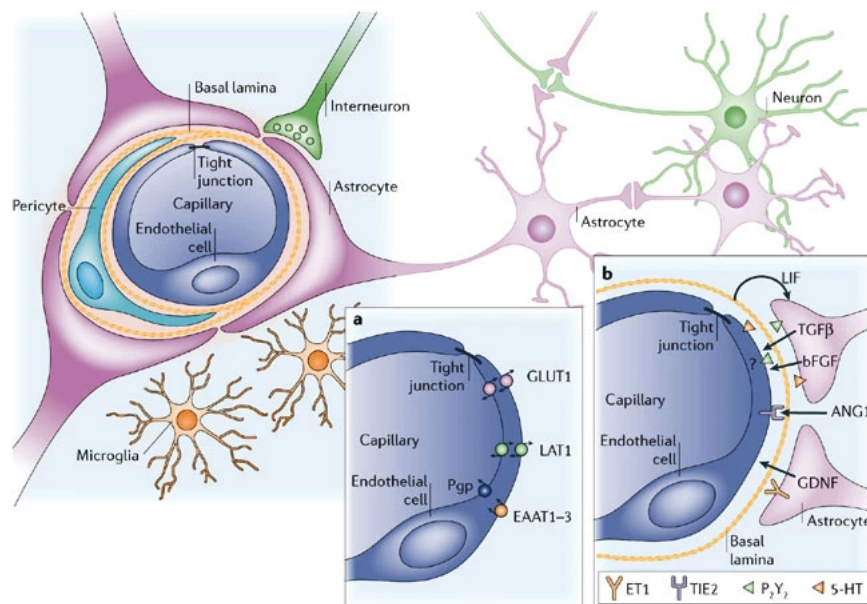 Basal lamina
Interneuron
Neuron
Tight
junction
Pericyte
Capillary
Astrocyte
Endothelial
cell
Astrocyte
Microglia
a
Tight
junction
GLUT1
Capillary
LAT1
Endothelial
cell
Pgp
EAAT1–3
b
LIF
Tight
junction
TGFβ
?
bFGF
Capillary
ANG1
Endothelial
cell
GDNF
Astrocyte
Basal
lamina
ET1 TIE2 P₂Y₂ 5-HT